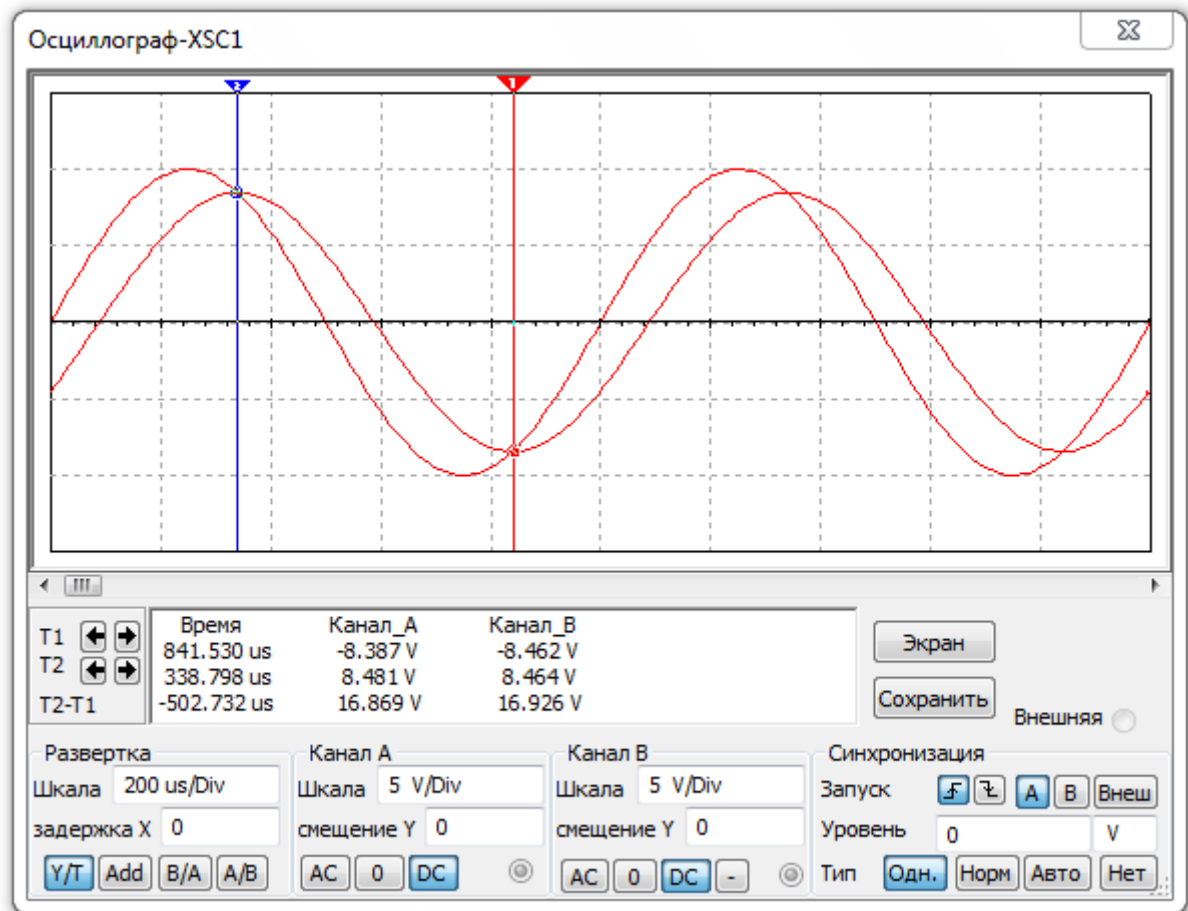 Осциллограф-XSC1
2 1
Время Канал_A Канал_B
T1 841.530 us -8.387 V -8.462 V
T2 338.798 us 8.481 V 8.464 V
T2-T1 -502.732 us 16.869 V 16.926 V
Экран
Сохранить
Внешняя
Развертка Канал A Канал B Синхронизация
Шкала 200 us/Div Шкала 5 V/Div Шкала 5 V/Div Запуск A B Внеш
задержка X 0 смещение Y 0 смещение Y 0 Уровень 0 V
Y/T Add B/A A/B AC 0 DC AC 0 DC - Тип Одн. Норм Авто Нет